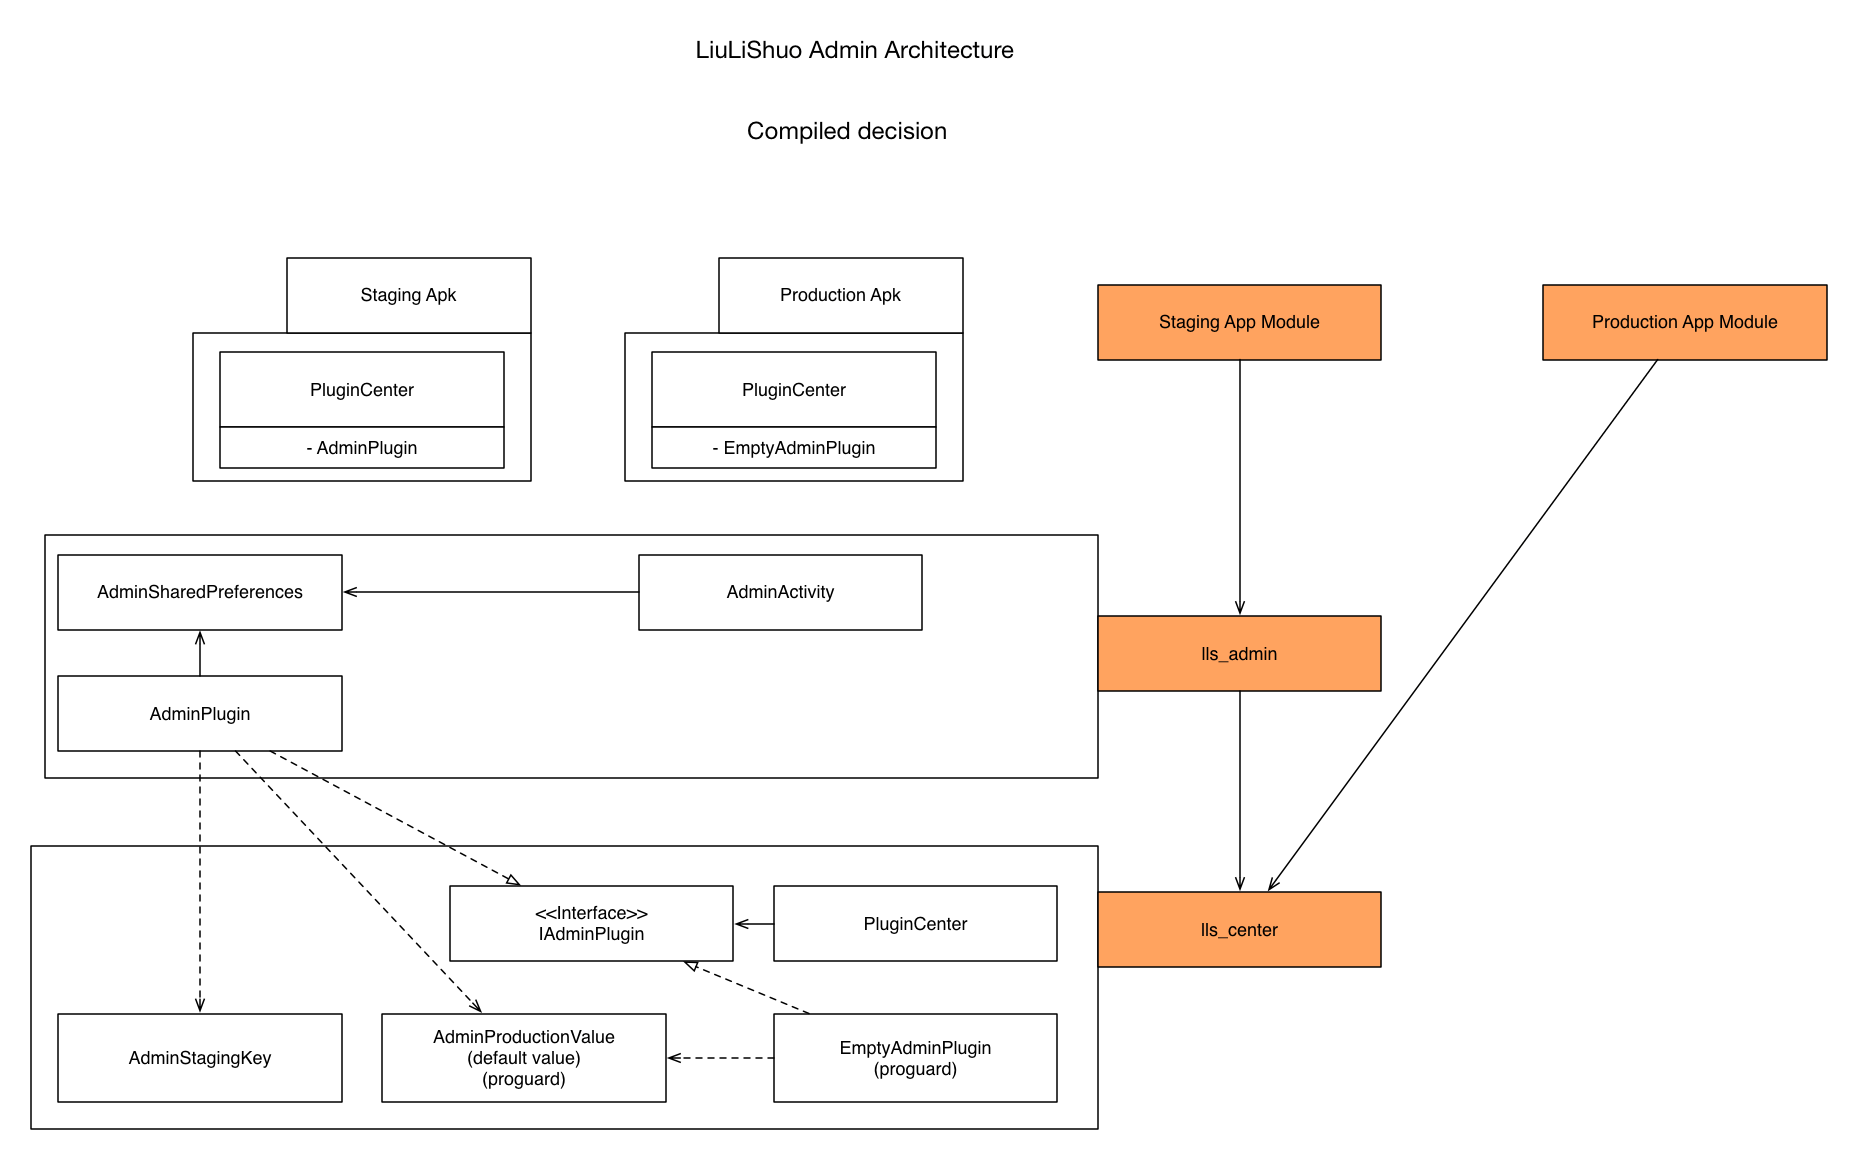 LiuLiShuo Admin Architecture
Compiled decision
Staging Apk
Production Apk
Staging App Module
Production App Module
PluginCenter
- AdminPlugin
PluginCenter
- EmptyAdminPlugin
AdminSharedPreferences
AdminActivity
lls_admin
AdminPlugin
<<Interface>>
IAdminPlugin
PluginCenter
lls_center
AdminStagingKey
AdminProductionValue
(default value)
(proguard)
EmptyAdminPlugin
(proguard)